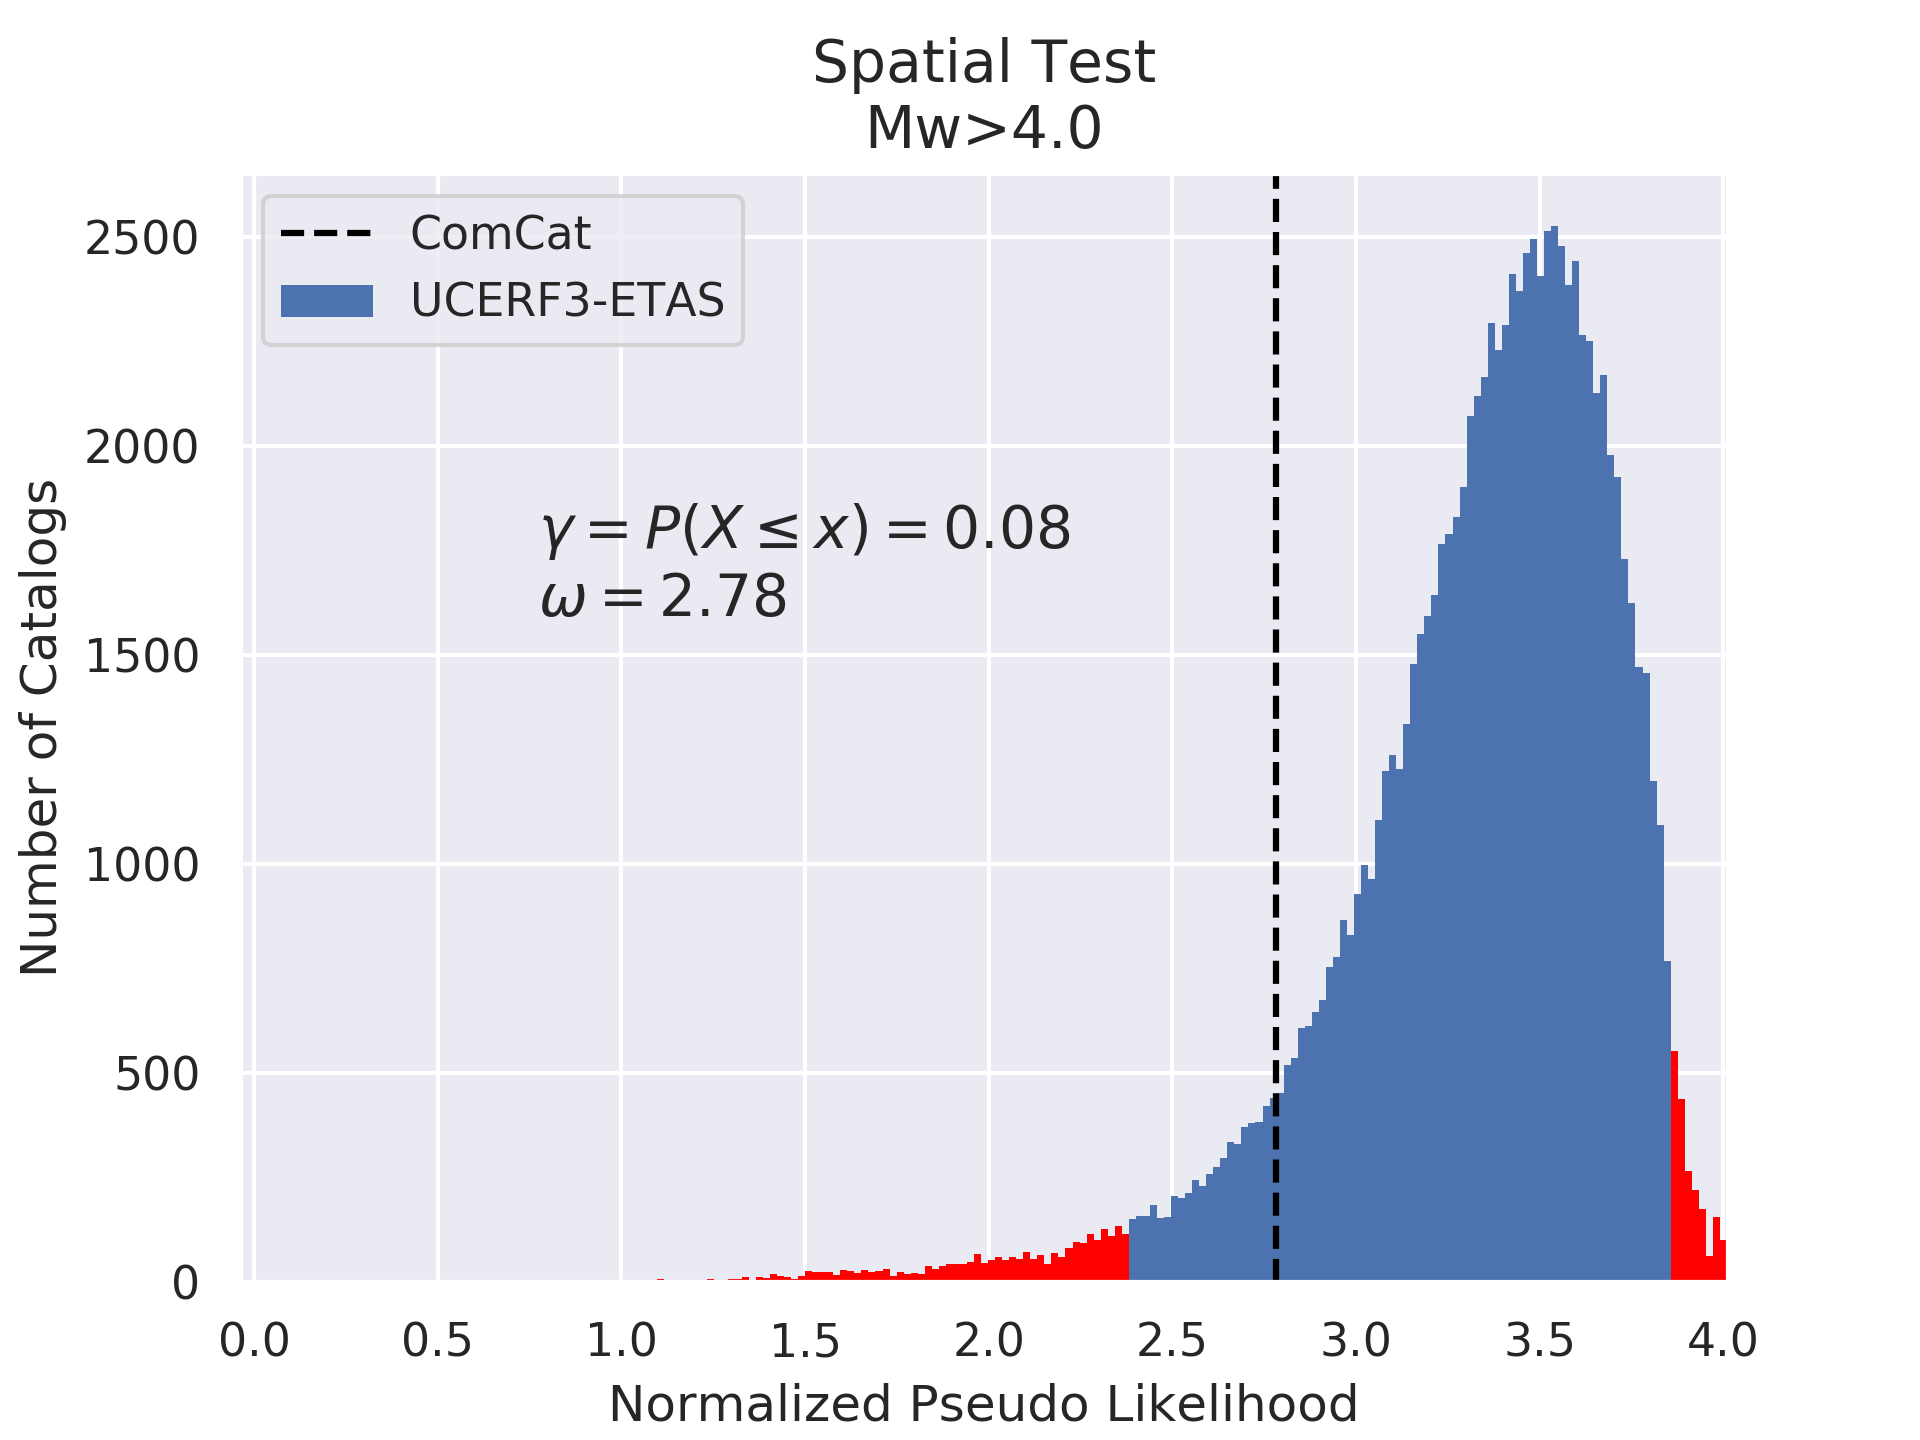 Spatial Test
Mw>4.0
ComCat
UCERF3-ETAS
γ = P(X ≤ x) = 0.08
ω = 2.78
Number of Catalogs
2500
2000
1500
1000
500
0
0.0 0.5 1.0 1.5 2.0 2.5 3.0 3.5 4.0
Normalized Pseudo Likelihood